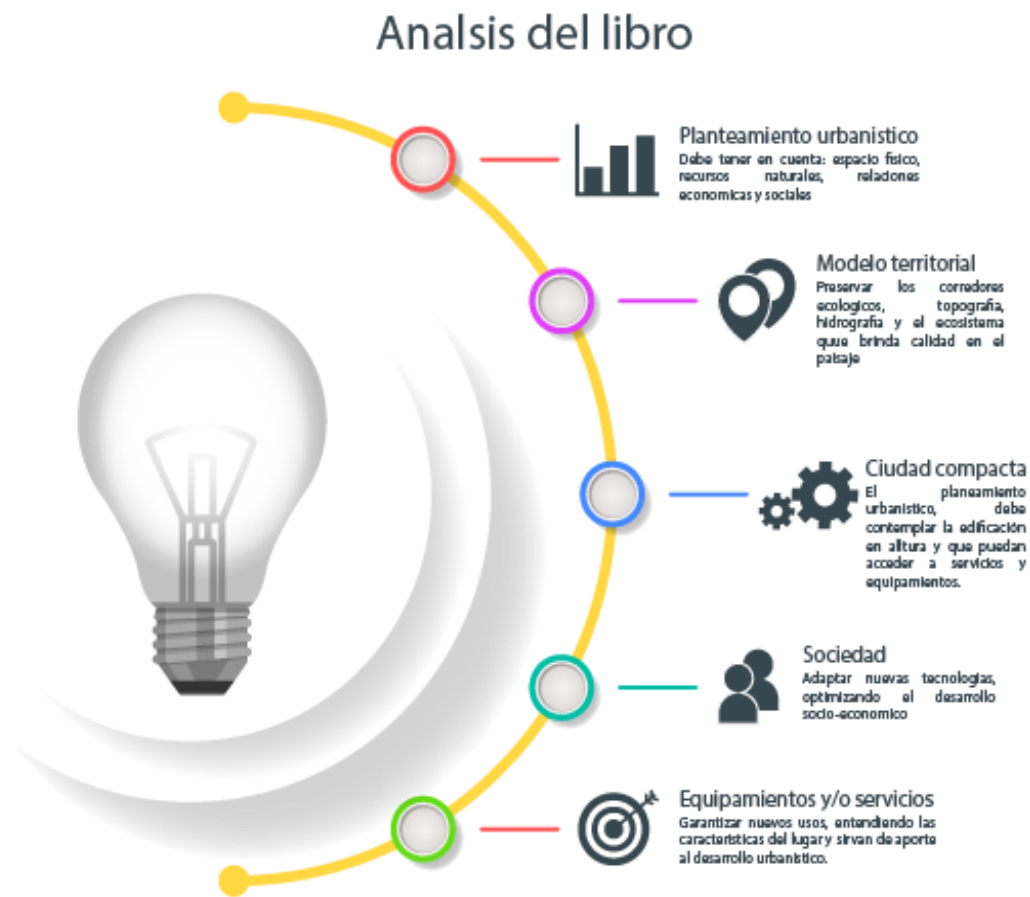 Analsis del libro
Planteamiento urbanistico
Debe tener en cuenta: espacio fisico,
recursos naturales, relaciones
economicas y sociales
Modelo territorial
Preservar los corredores
ecologicos, topografia,
hidrografia y el ecosistema
quue brinda calidad en el
paisaje
Ciudad compacta
El planeamiento
urbanistico, debe
contemplar la edificación
en altura y que puedan
acceder a servicios y
equipamientos.
Sociedad
Adaptar nuevas tecnologias,
optimizando el desarrollo
socio-economico
Equipamientos y/o servicios
Garantizar nuevos usos, entendiendo las
caracteristicas del lugar y sirvan de aporte
al desarrollo urbanistico.